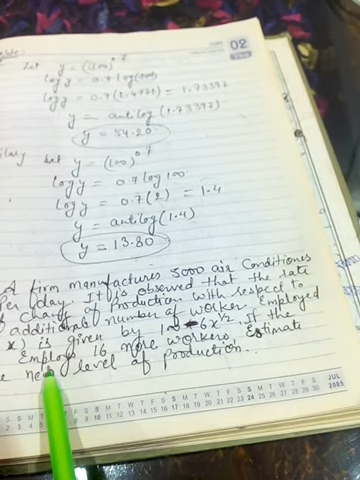 02
let y = (300)^0.7
log y = 0.7 log(300)
log y = 0.7(2.4771) = 1.73397
y = antilog(1.73397)
y = 54.20
let y = (100)^0.7
log y = 0.7 log 100
log y = 0.7(2) = 1.4
y = antilog(1.4)
y = 13.80
A firm manufactures 5000 air Conditiones
Per day. It is observed that the rate
of Change of Production with respect to
additional number of worker Employed
x) is given by 100 - 6x^1/2. If the
Employs 16 more workers Estimate
new level of production.
JUL
2005